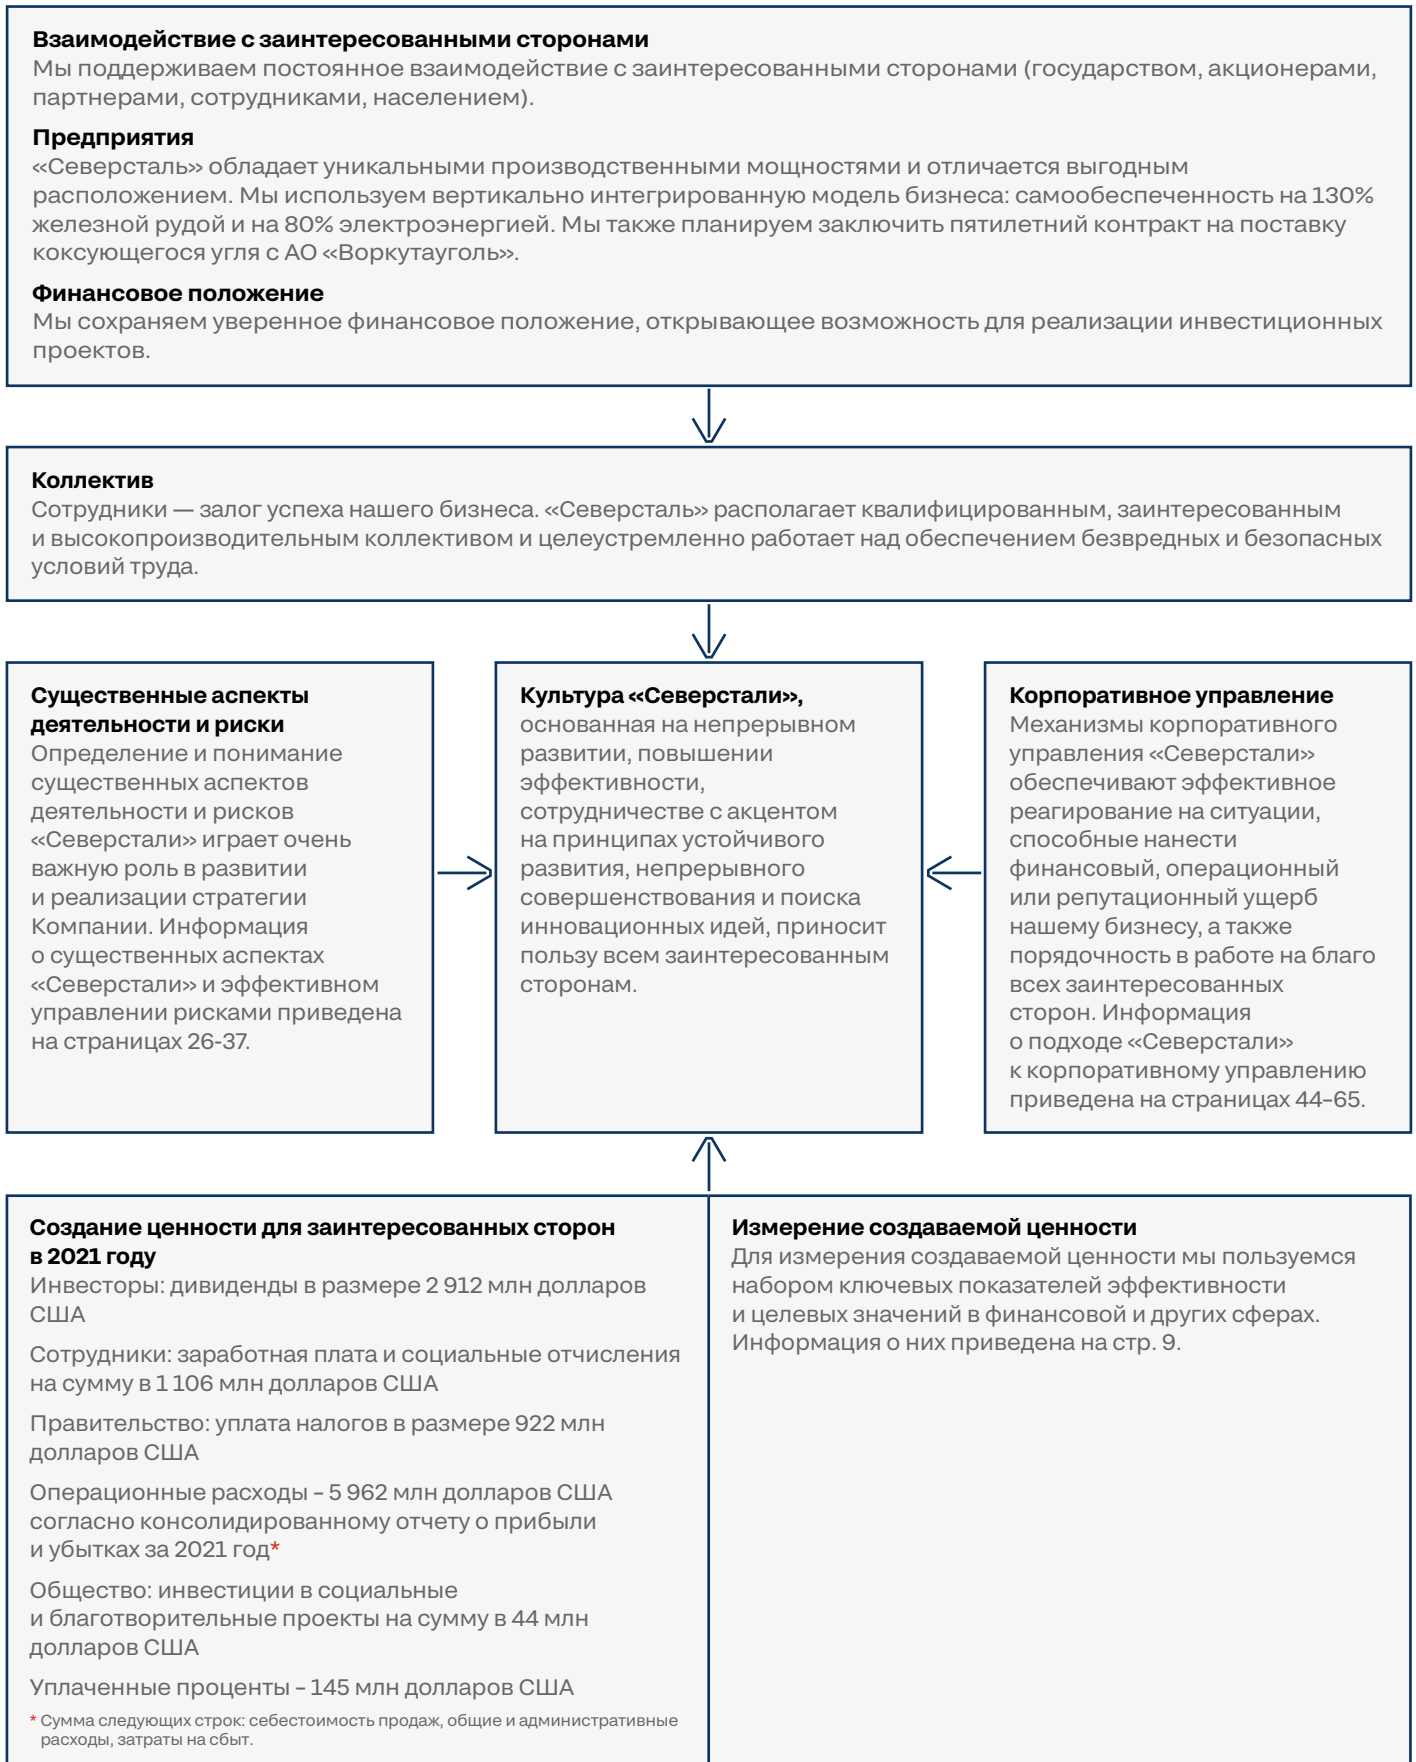 Взаимодействие с заинтересованными сторонами
Мы поддерживаем постоянное взаимодействие с заинтересованными сторонами (государством, акционерами,
партнерами, сотрудниками, населением).
Предприятия
«Северсталь» обладает уникальными производственными мощностями и отличается выгодным
расположением. Мы используем вертикально интегрированную модель бизнеса: самообеспеченность на 130%
железной рудой и на 80% электроэнергией. Мы также планируем заключить пятилетний контракт на поставку
коксующегося угля с АО «Воркутауголь».
Финансовое положение
Мы сохраняем уверенное финансовое положение, открывающее возможность для реализации инвестиционных
проектов.
Коллектив
Сотрудники — залог успеха нашего бизнеса. «Северсталь» располагает квалифицированным, заинтересованным
и высокопроизводительным коллективом и целеустремленно работает над обеспечением безвредных и безопасных
условий труда.
Существенные аспекты
деятельности и риски
Определение и понимание
существенных аспектов
деятельности и рисков
«Северстали» играет очень
важную роль в развитии
и реализации стратегии
Компании. Информация
о существенных аспектах
«Северстали» и эффективном
управлении рисками приведена
на страницах 26-37.
Культура «Северстали»,
основанная на непрерывном
развитии, повышении
эффективности,
сотрудничестве с акцентом
на принципах устойчивого
развития, непрерывного
совершенствования и поиска
инновационных идей, приносит
пользу всем заинтересованным
сторонам.
Корпоративное управление
Механизмы корпоративного
управления «Северстали»
обеспечивают эффективное
реагирование на ситуации,
способные нанести
финансовый, операционный
или репутационный ущерб
нашему бизнесу, а также
порядочность в работе на благо
всех заинтересованных
сторон. Информация
о подходе «Северстали»
к корпоративному управлению
приведена на страницах 44–65.
Создание ценности для заинтересованных сторон
в 2021 году
Инвесторы: дивиденды в размере 2 912 млн долларов
США
Сотрудники: заработная плата и социальные отчисления
на сумму в 1 106 млн долларов США
Правительство: уплата налогов в размере 922 млн
долларов США
Операционные расходы – 5 962 млн долларов США
согласно консолидированному отчету о прибыли
и убытках за 2021 год*
Общество: инвестиции в социальные
и благотворительные проекты на сумму в 44 млн
долларов США
Уплаченные проценты – 145 млн долларов США
* Сумма следующих строк: себестоимость продаж, общие и административные
расходы, затраты на сбыт.
Измерение создаваемой ценности
Для измерения создаваемой ценности мы пользуемся
набором ключевых показателей эффективности
и целевых значений в финансовой и других сферах.
Информация о них приведена на стр. 9.